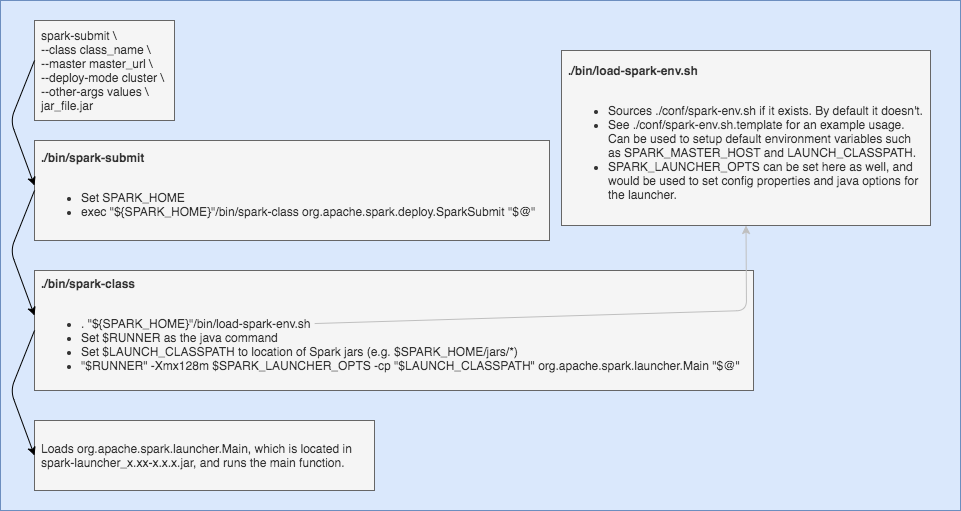 spark-submit \
--class class_name \
--master master_url \
--deploy-mode cluster \
--other-args values \
jar_file.jar
./bin/spark-submit
• Set SPARK_HOME
• exec "${SPARK_HOME}"/bin/spark-class org.apache.spark.deploy.SparkSubmit "$@"
./bin/load-spark-env.sh
• Sources ./conf/spark-env.sh if it exists. By default it doesn't.
• See ./conf/spark-env.sh.template for an example usage.
Can be used to setup default environment variables such
as SPARK_MASTER_HOST and LAUNCH_CLASSPATH.
• SPARK_LAUNCHER_OPTS can be set here as well, and
would be used to set config properties and java options for
the launcher.
./bin/spark-class
• . "${SPARK_HOME}"/bin/load-spark-env.sh
• Set $RUNNER as the java command
• Set $LAUNCH_CLASSPATH to location of Spark jars (e.g. $SPARK_HOME/jars/*)
• "$RUNNER" -Xmx128m $SPARK_LAUNCHER_OPTS -cp "$LAUNCH_CLASSPATH" org.apache.spark.launcher.Main "$@"
Loads org.apache.spark.launcher.Main, which is located in
spark-launcher_x.xx-x.x.x.jar, and runs the main function.